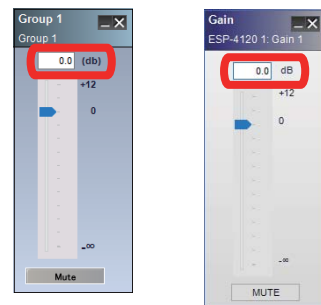 Group 1
Group 1
0.0 (db)
+12
0
-∞
Mute
Gain
ESP-4120 1: Gain 1
0.0 dB
+12
0
-∞
MUTE